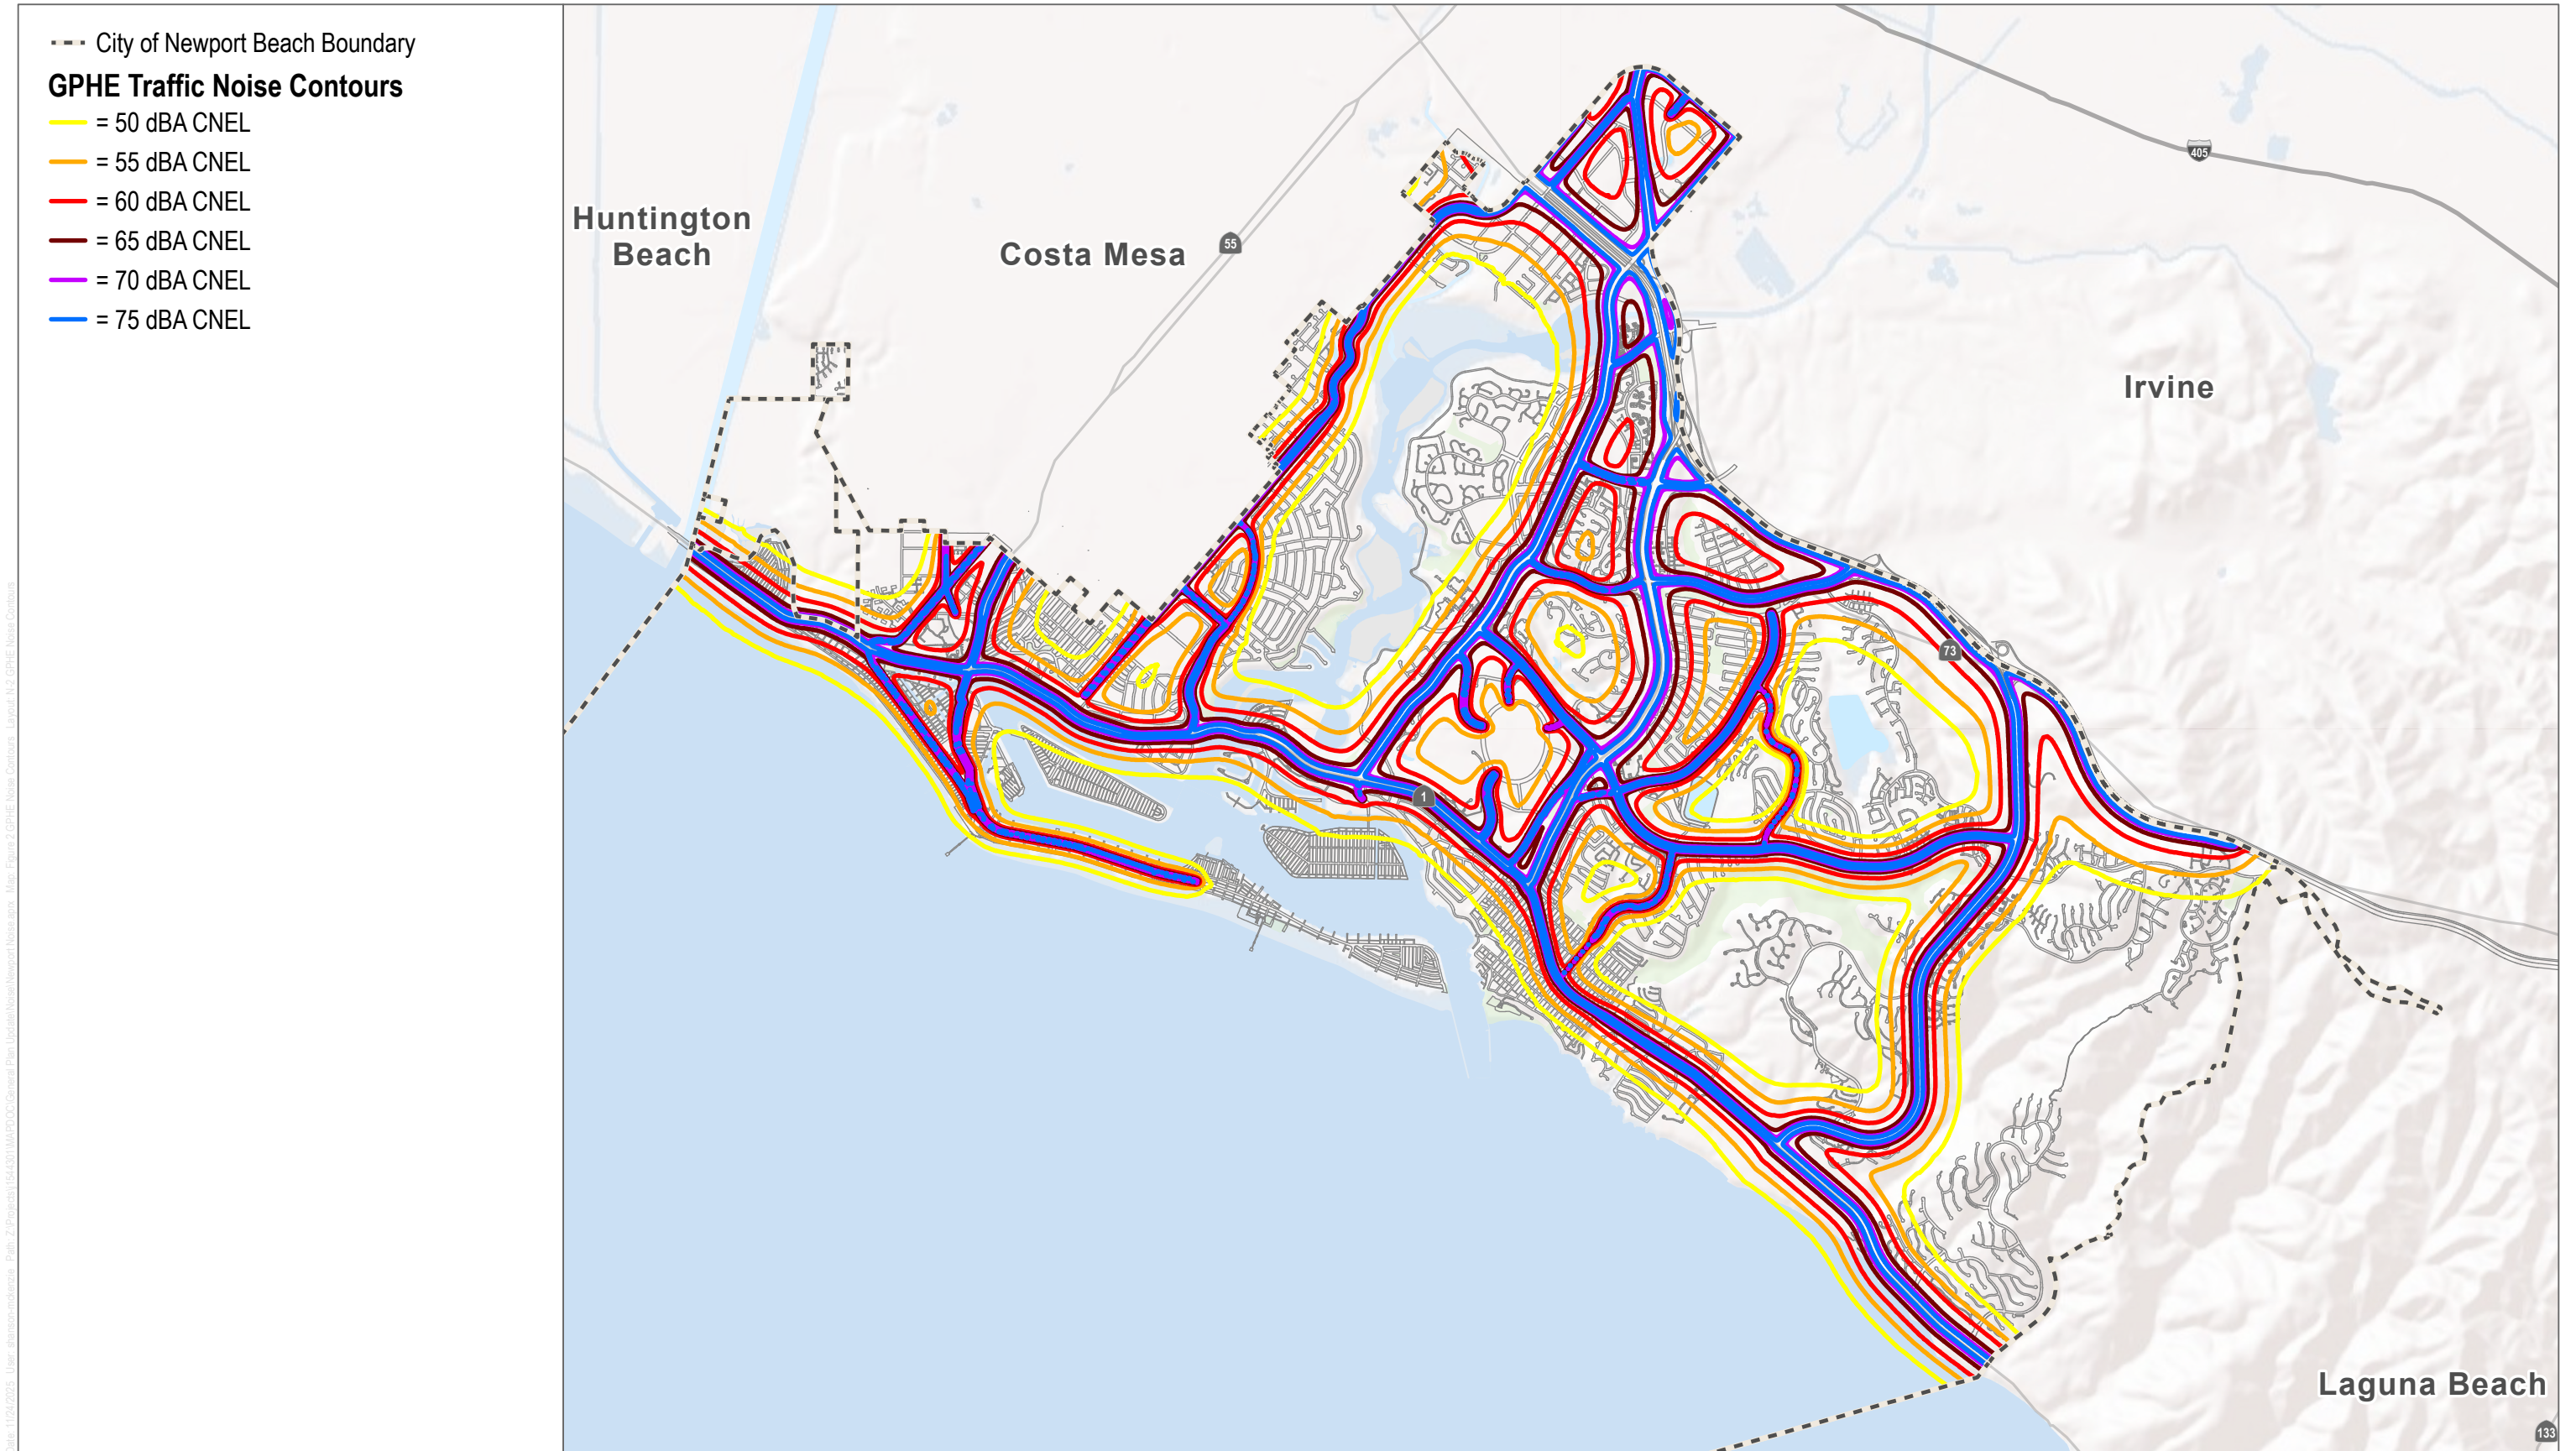 City of Newport Beach Boundary
GPHE Traffic Noise Contours
= 50 dBA CNEL
= 55 dBA CNEL
= 60 dBA CNEL
= 65 dBA CNEL
= 70 dBA CNEL
= 75 dBA CNEL
Huntington
Beach
Costa Mesa
55
405
Irvine
73
1
Laguna Beach
133